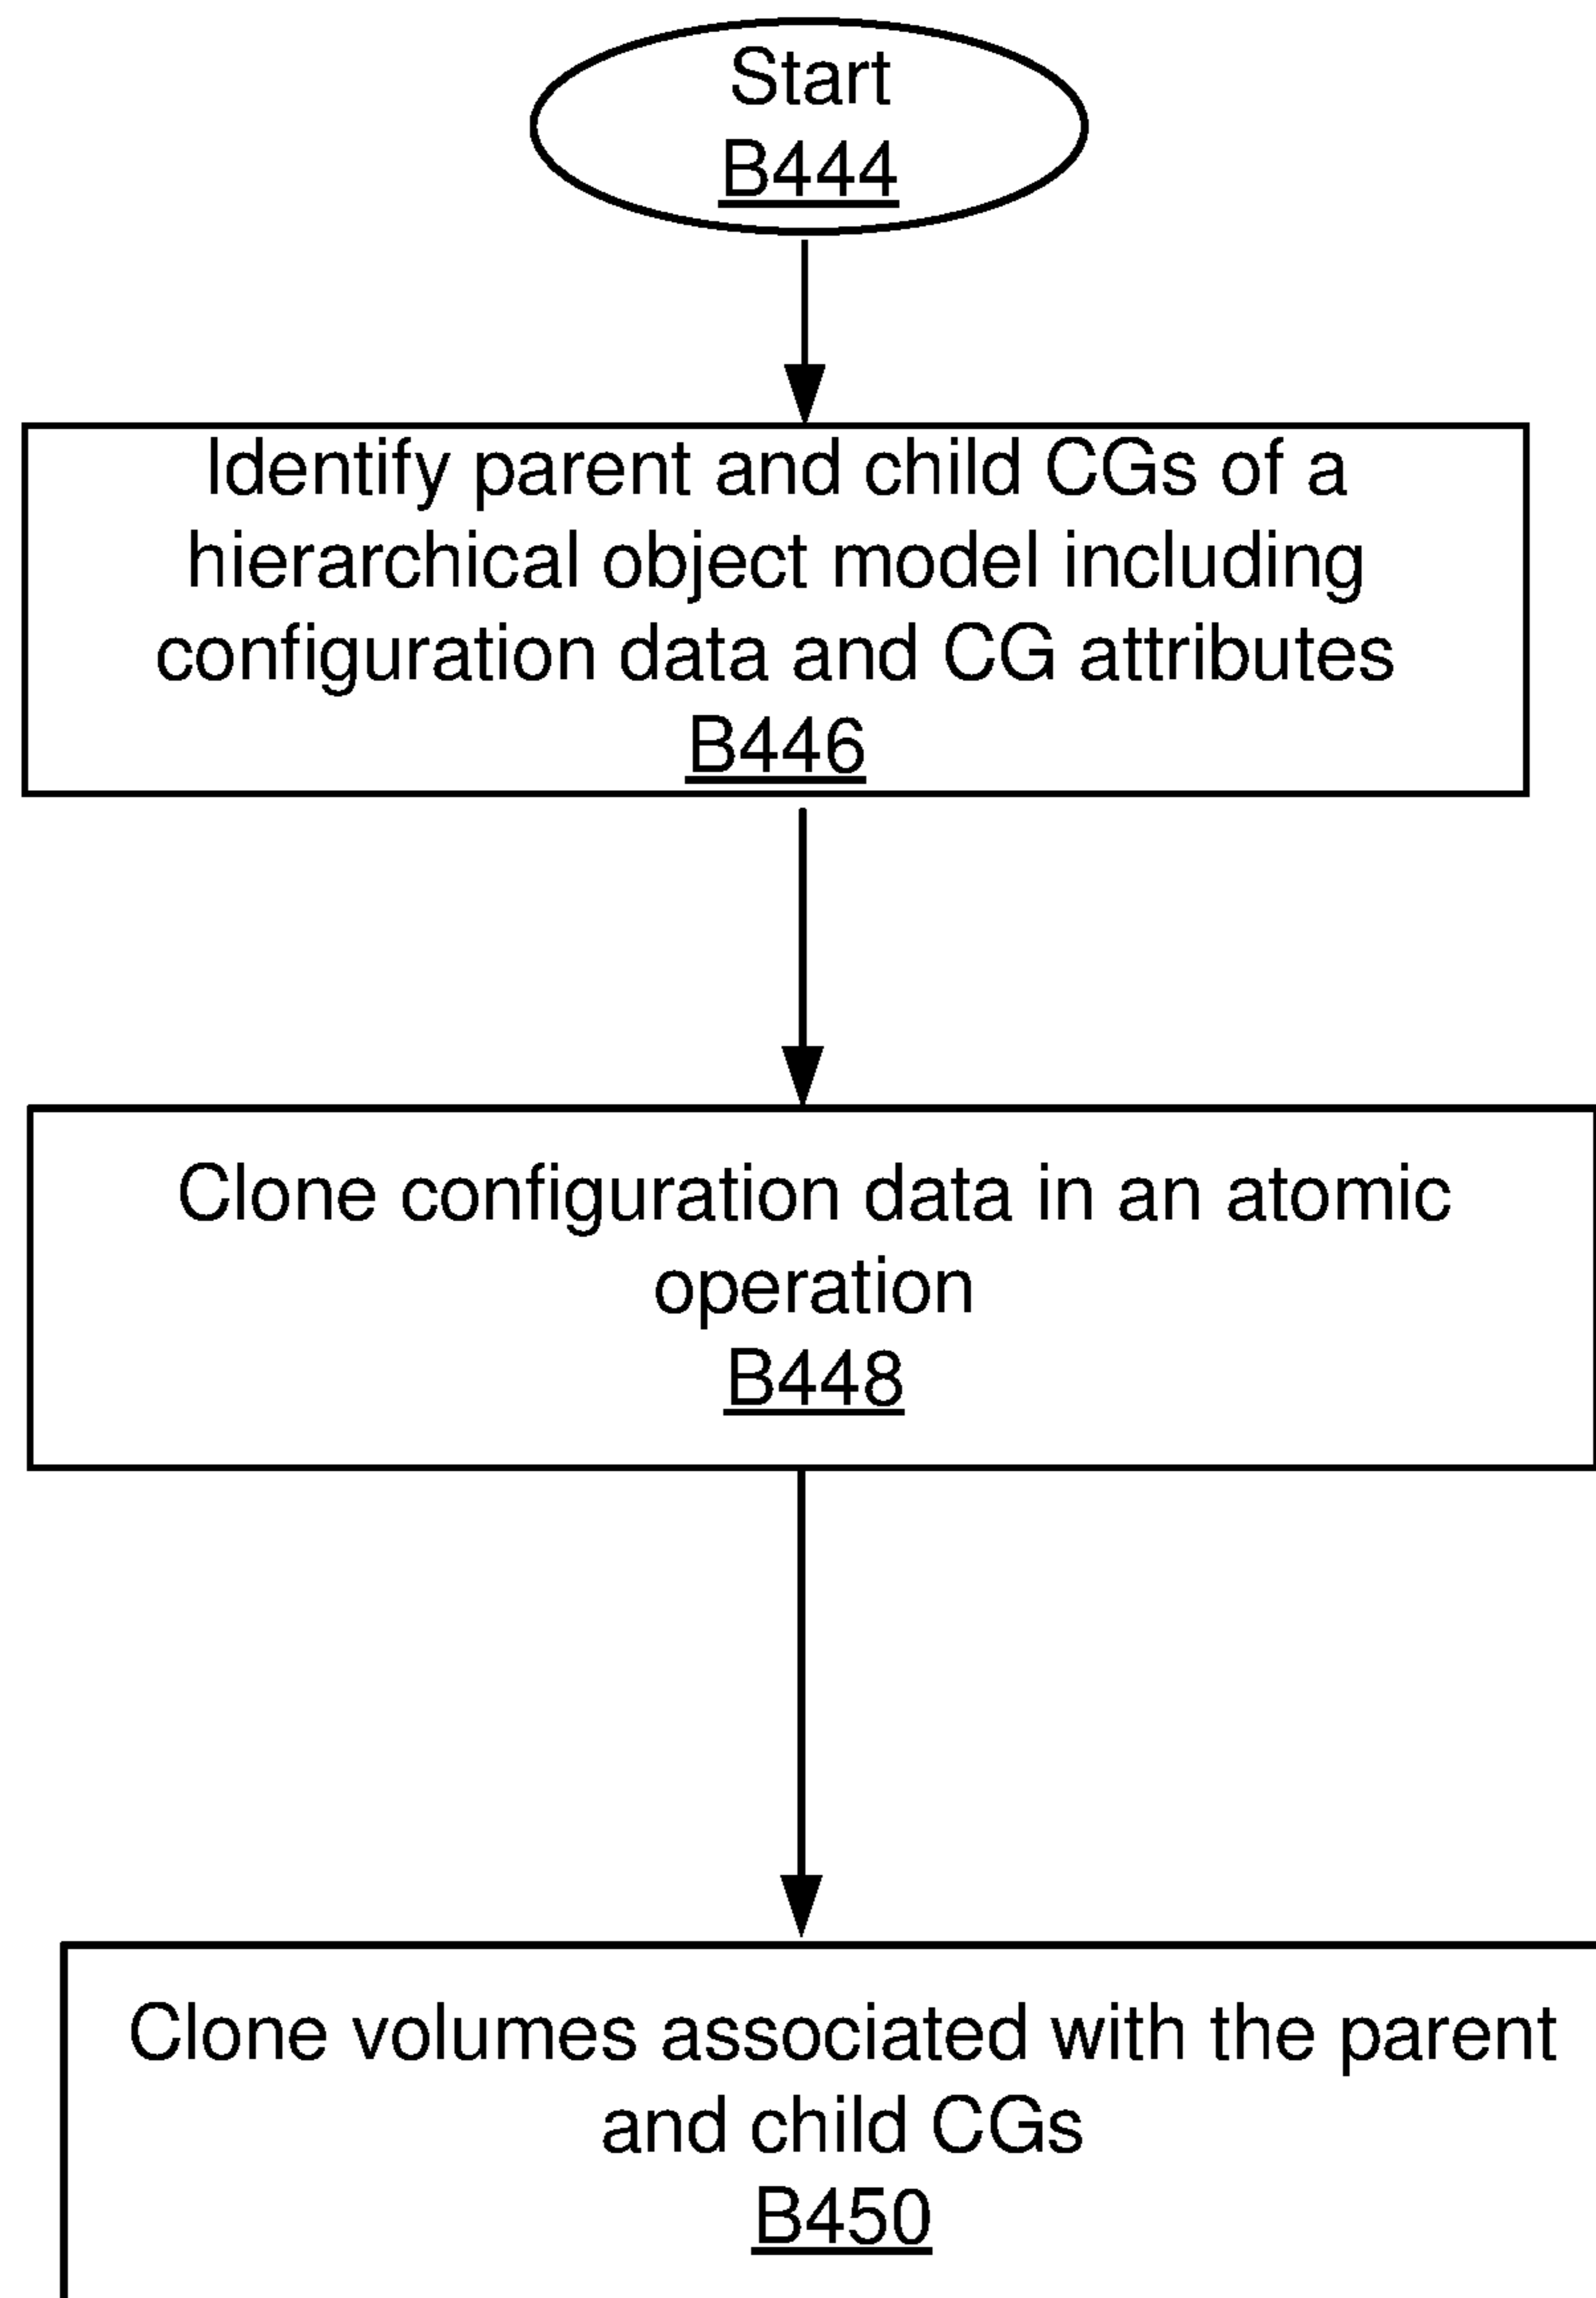 Start
B444
Identify parent and child CGs of a
hierarchical object model including
configuration data and CG attributes
B446
Clone configuration data in an atomic
operation
B448
Clone volumes associated with the parent
and child CGs
B450